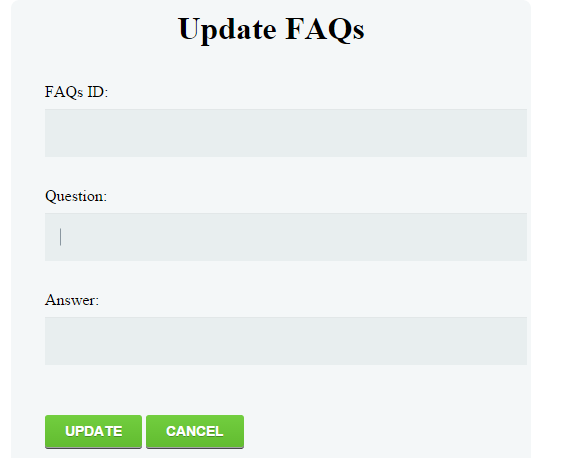 Update FAQs
FAQs ID:
Question:
Answer:
UPDATE CANCEL